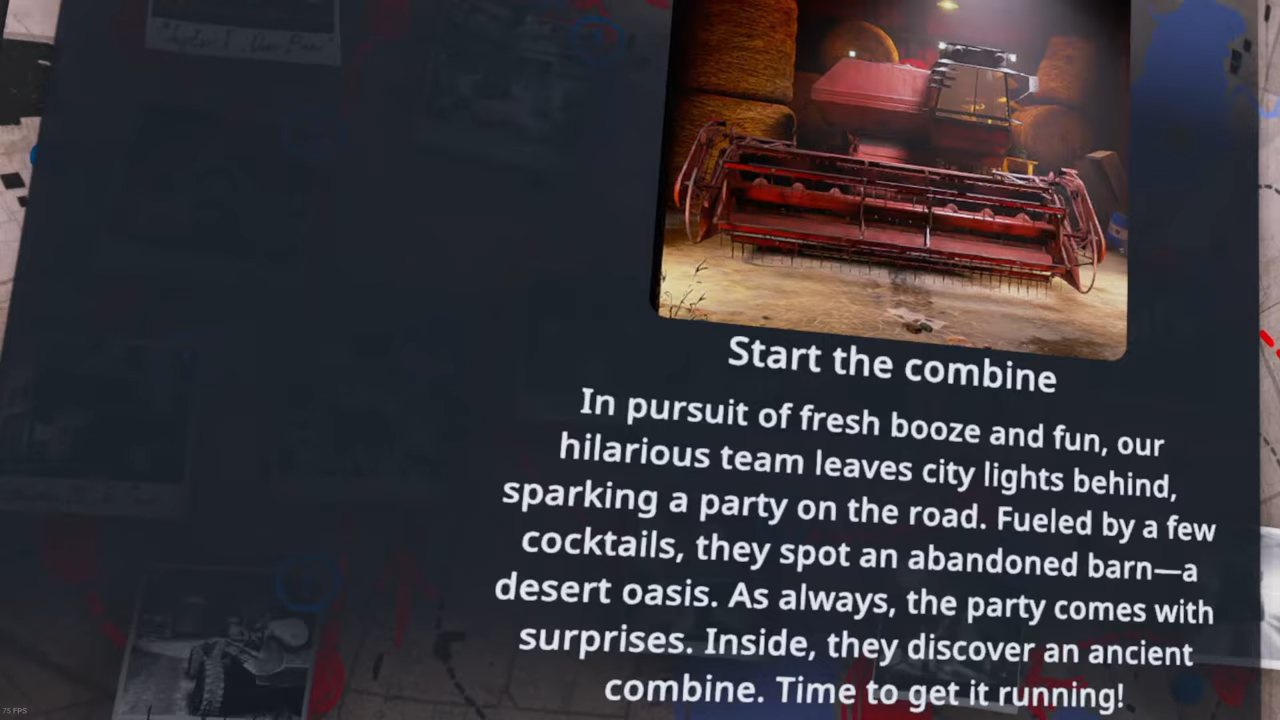 Start the combine
In pursuit of fresh booze and fun, our
hilarious team leaves city lights behind,
sparking a party on the road. Fueled by a few
cocktails, they spot an abandoned barn—a
desert oasis. As always, the party comes with
surprises. Inside, they discover an ancient
combine. Time to get it running!
75 FPS